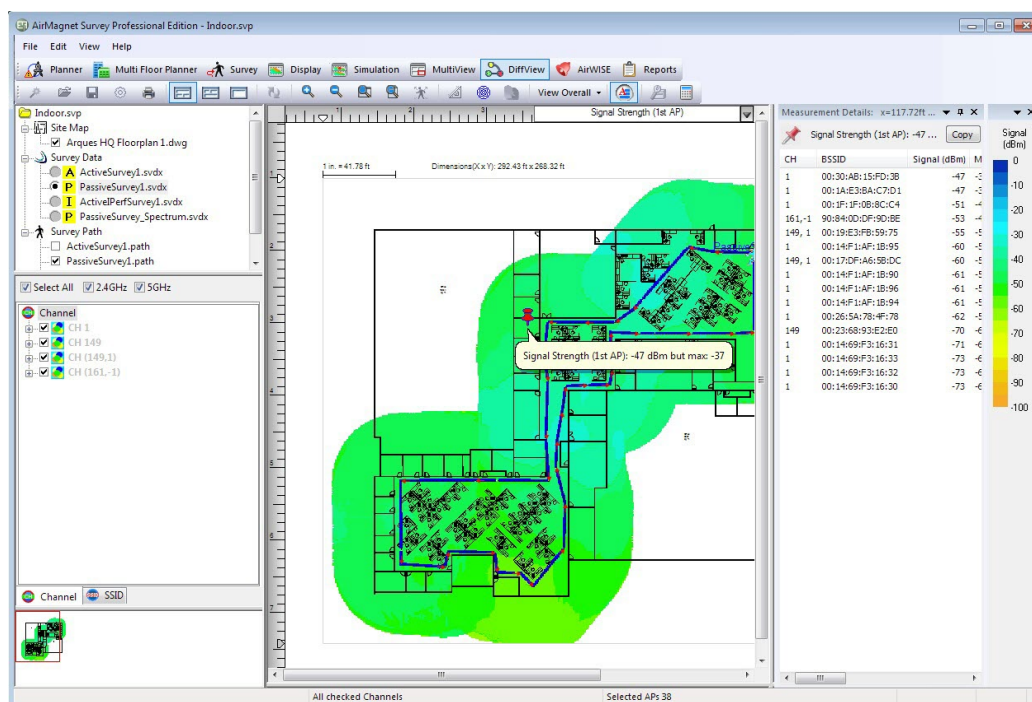 AirMagnet Survey Professional Edition - Indoor.svp
File Edit View Help
Planner Multi Floor Planner Survey Display Simulation MultiView DiffView AirWISE Reports
View Overall
Indoor.svp
Site Map
Arques HQ Floorplan 1.dwg
Survey Data
A ActiveSurvey1.svdx
P PassiveSurvey1.svdx
I ActiveIPerfSurvey1.svdx
P PassiveSurvey_Spectrum.svdx
Survey Path
ActiveSurvey1.path
PassiveSurvey1.path
Select All 2.4GHz 5GHz
Channel
CH 1
CH 149
CH (149,1)
CH (161,-1)
Channel SSID
Signal Strength (1st AP)
1 in. = 41.78 ft Dimensions(X x Y): 292.43 ft x 268.32 ft
Signal Strength (1st AP): -47 dBm but max: -37
Measurement Details: x=117.72ft ...
Signal Strength (1st AP): -47 ... Copy
CH BSSID Signal (dBm) M
1 00:30:AB:15:FD:3B -47
1 00:1A:E3:BA:C7:D1 -47
1 00:1F:1F:0B:8C:C4 -51
161,-1 90:84:0D:DF:9D:BE -53
149, 1 00:19:E3:FB:59:75 -55
1 00:14:F1:AF:1B:95 -60
149, 1 00:17:DF:A6:5B:DC -60
1 00:14:F1:AF:1B:90 -61
1 00:14:F1:AF:1B:96 -61
1 00:14:F1:AF:1B:94 -61
1 00:26:5A:78:4F:78 -62
149 00:23:68:93:E2:E0 -70
1 00:14:69:F3:16:31 -71
1 00:14:69:F3:16:33 -73
1 00:14:69:F3:16:32 -73
1 00:14:69:F3:16:30 -73
Signal
(dBm)
0
-10
-20
-30
-40
-50
-60
-70
-80
-90
-100
All checked Channels Selected APs 38